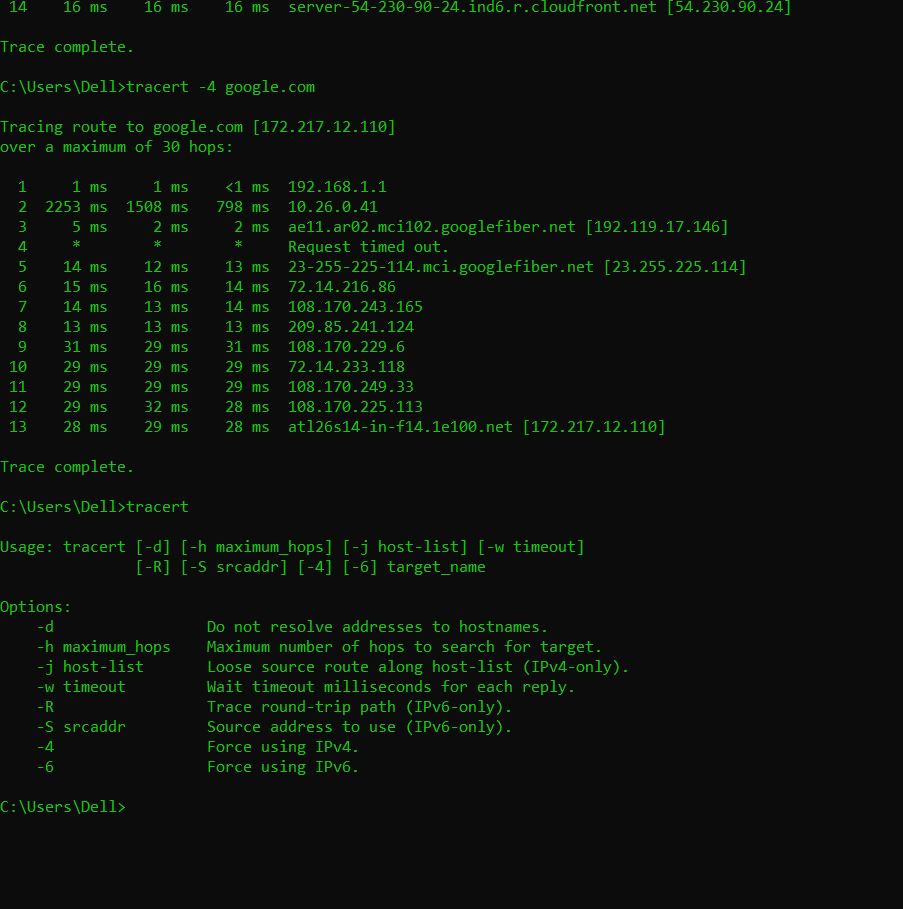 14    16 ms    16 ms    16 ms  server-54-230-90-24.ind6.r.cloudfront.net [54.230.90.24]
Trace complete.
C:\Users\Dell>tracert -4 google.com
Tracing route to google.com [172.217.12.110]
over a maximum of 30 hops:
  1     1 ms     1 ms    <1 ms  192.168.1.1
  2  2253 ms  1508 ms   798 ms  10.26.0.41
  3     5 ms     2 ms     2 ms  ae11.ar02.mci102.googlefiber.net [192.119.17.146]
  4     *        *        *     Request timed out.
  5    14 ms    12 ms    13 ms  23-255-225-114.mci.googlefiber.net [23.255.225.114]
  6    15 ms    16 ms    14 ms  72.14.216.86
  7    14 ms    13 ms    14 ms  108.170.243.165
  8    13 ms    13 ms    13 ms  209.85.241.124
  9    31 ms    29 ms    31 ms  108.170.229.6
 10    29 ms    29 ms    29 ms  72.14.233.118
 11    29 ms    29 ms    29 ms  108.170.249.33
 12    29 ms    32 ms    28 ms  108.170.225.113
 13    28 ms    29 ms    28 ms  atl26s14-in-f14.1e100.net [172.217.12.110]
Trace complete.
C:\Users\Dell>tracert
Usage: tracert [-d] [-h maximum_hops] [-j host-list] [-w timeout]
               [-R] [-S srcaddr] [-4] [-6] target_name
Options:
    -d                 Do not resolve addresses to hostnames.
    -h maximum_hops    Maximum number of hops to search for target.
    -j host-list       Loose source route along host-list (IPv4-only).
    -w timeout         Wait timeout milliseconds for each reply.
    -R                 Trace round-trip path (IPv6-only).
    -S srcaddr         Source address to use (IPv6-only).
    -4                 Force using IPv4.
    -6                 Force using IPv6.
C:\Users\Dell>